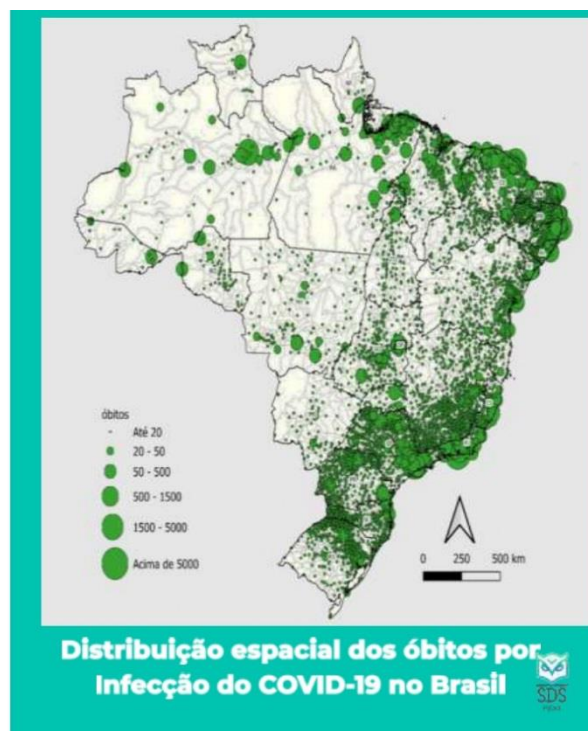 óbitos
Até 20
20 - 50
50 - 500
500 - 1500
1500 - 5000
Acima de 5000
0 250 500 km
Distribuição espacial dos óbitos por
Infecção do COVID-19 no Brasil
SDS